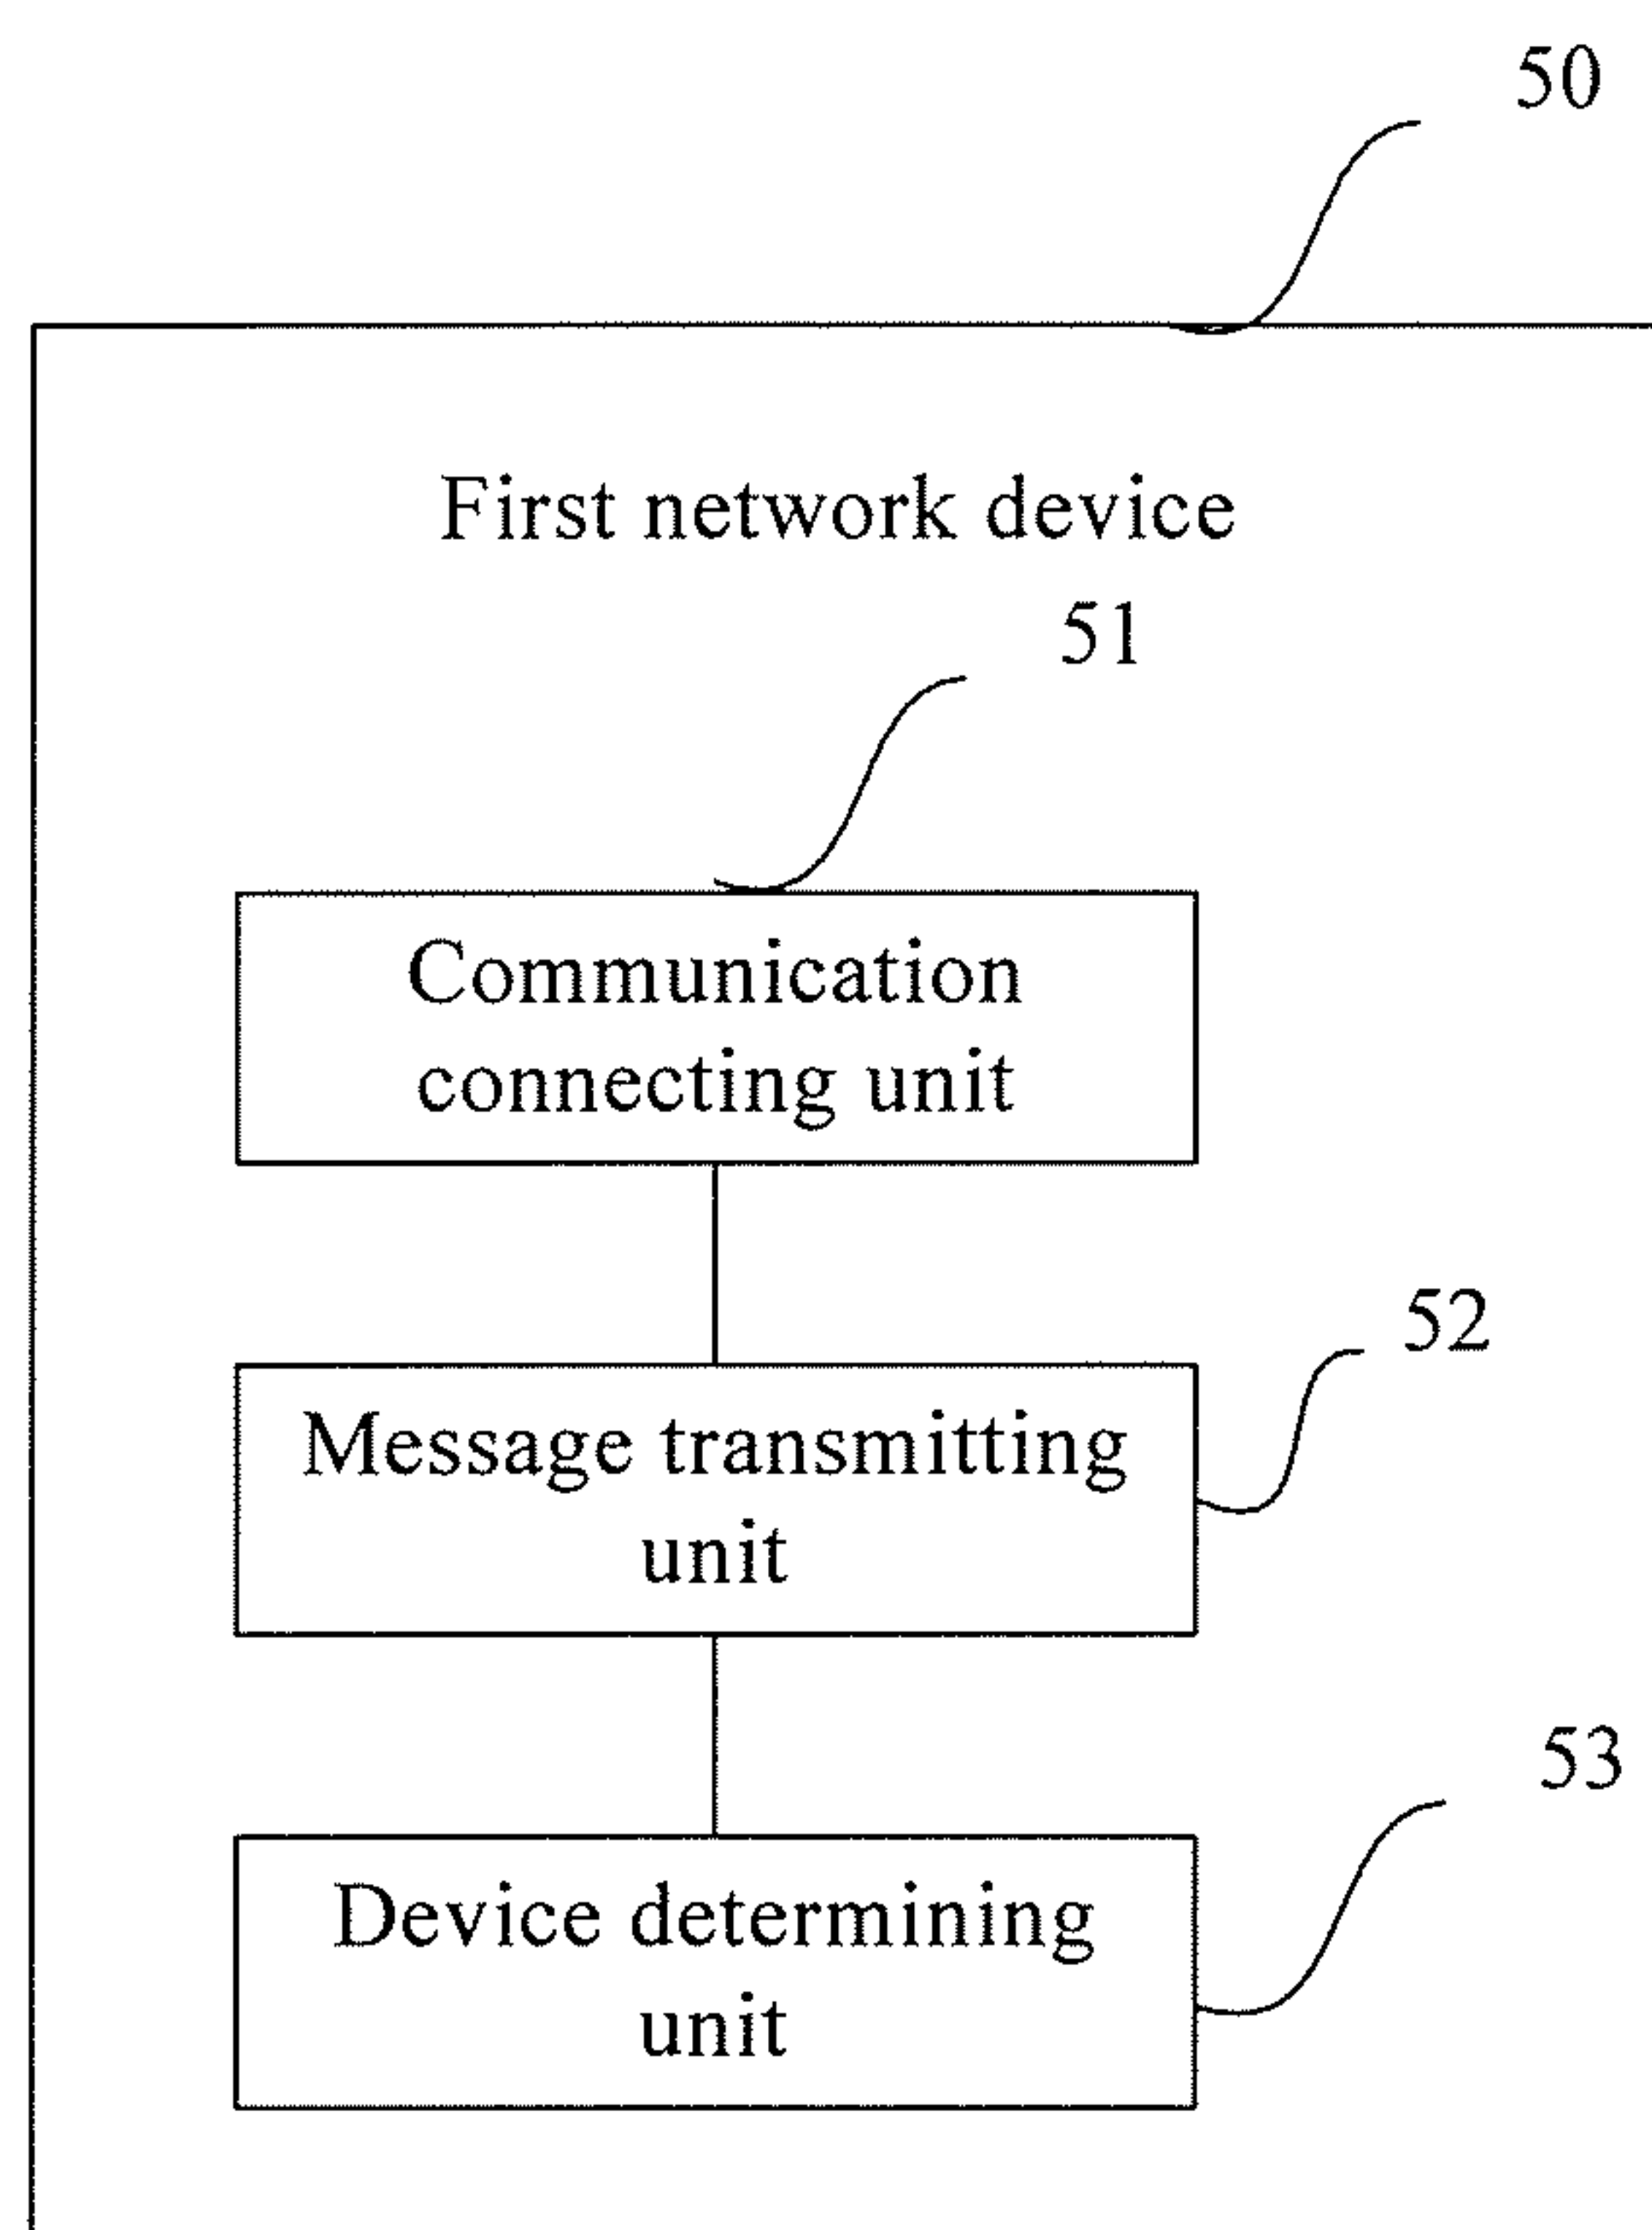 50
First network device
51
Communication
connecting unit
52
Message transmitting
unit
53
Device determining
unit